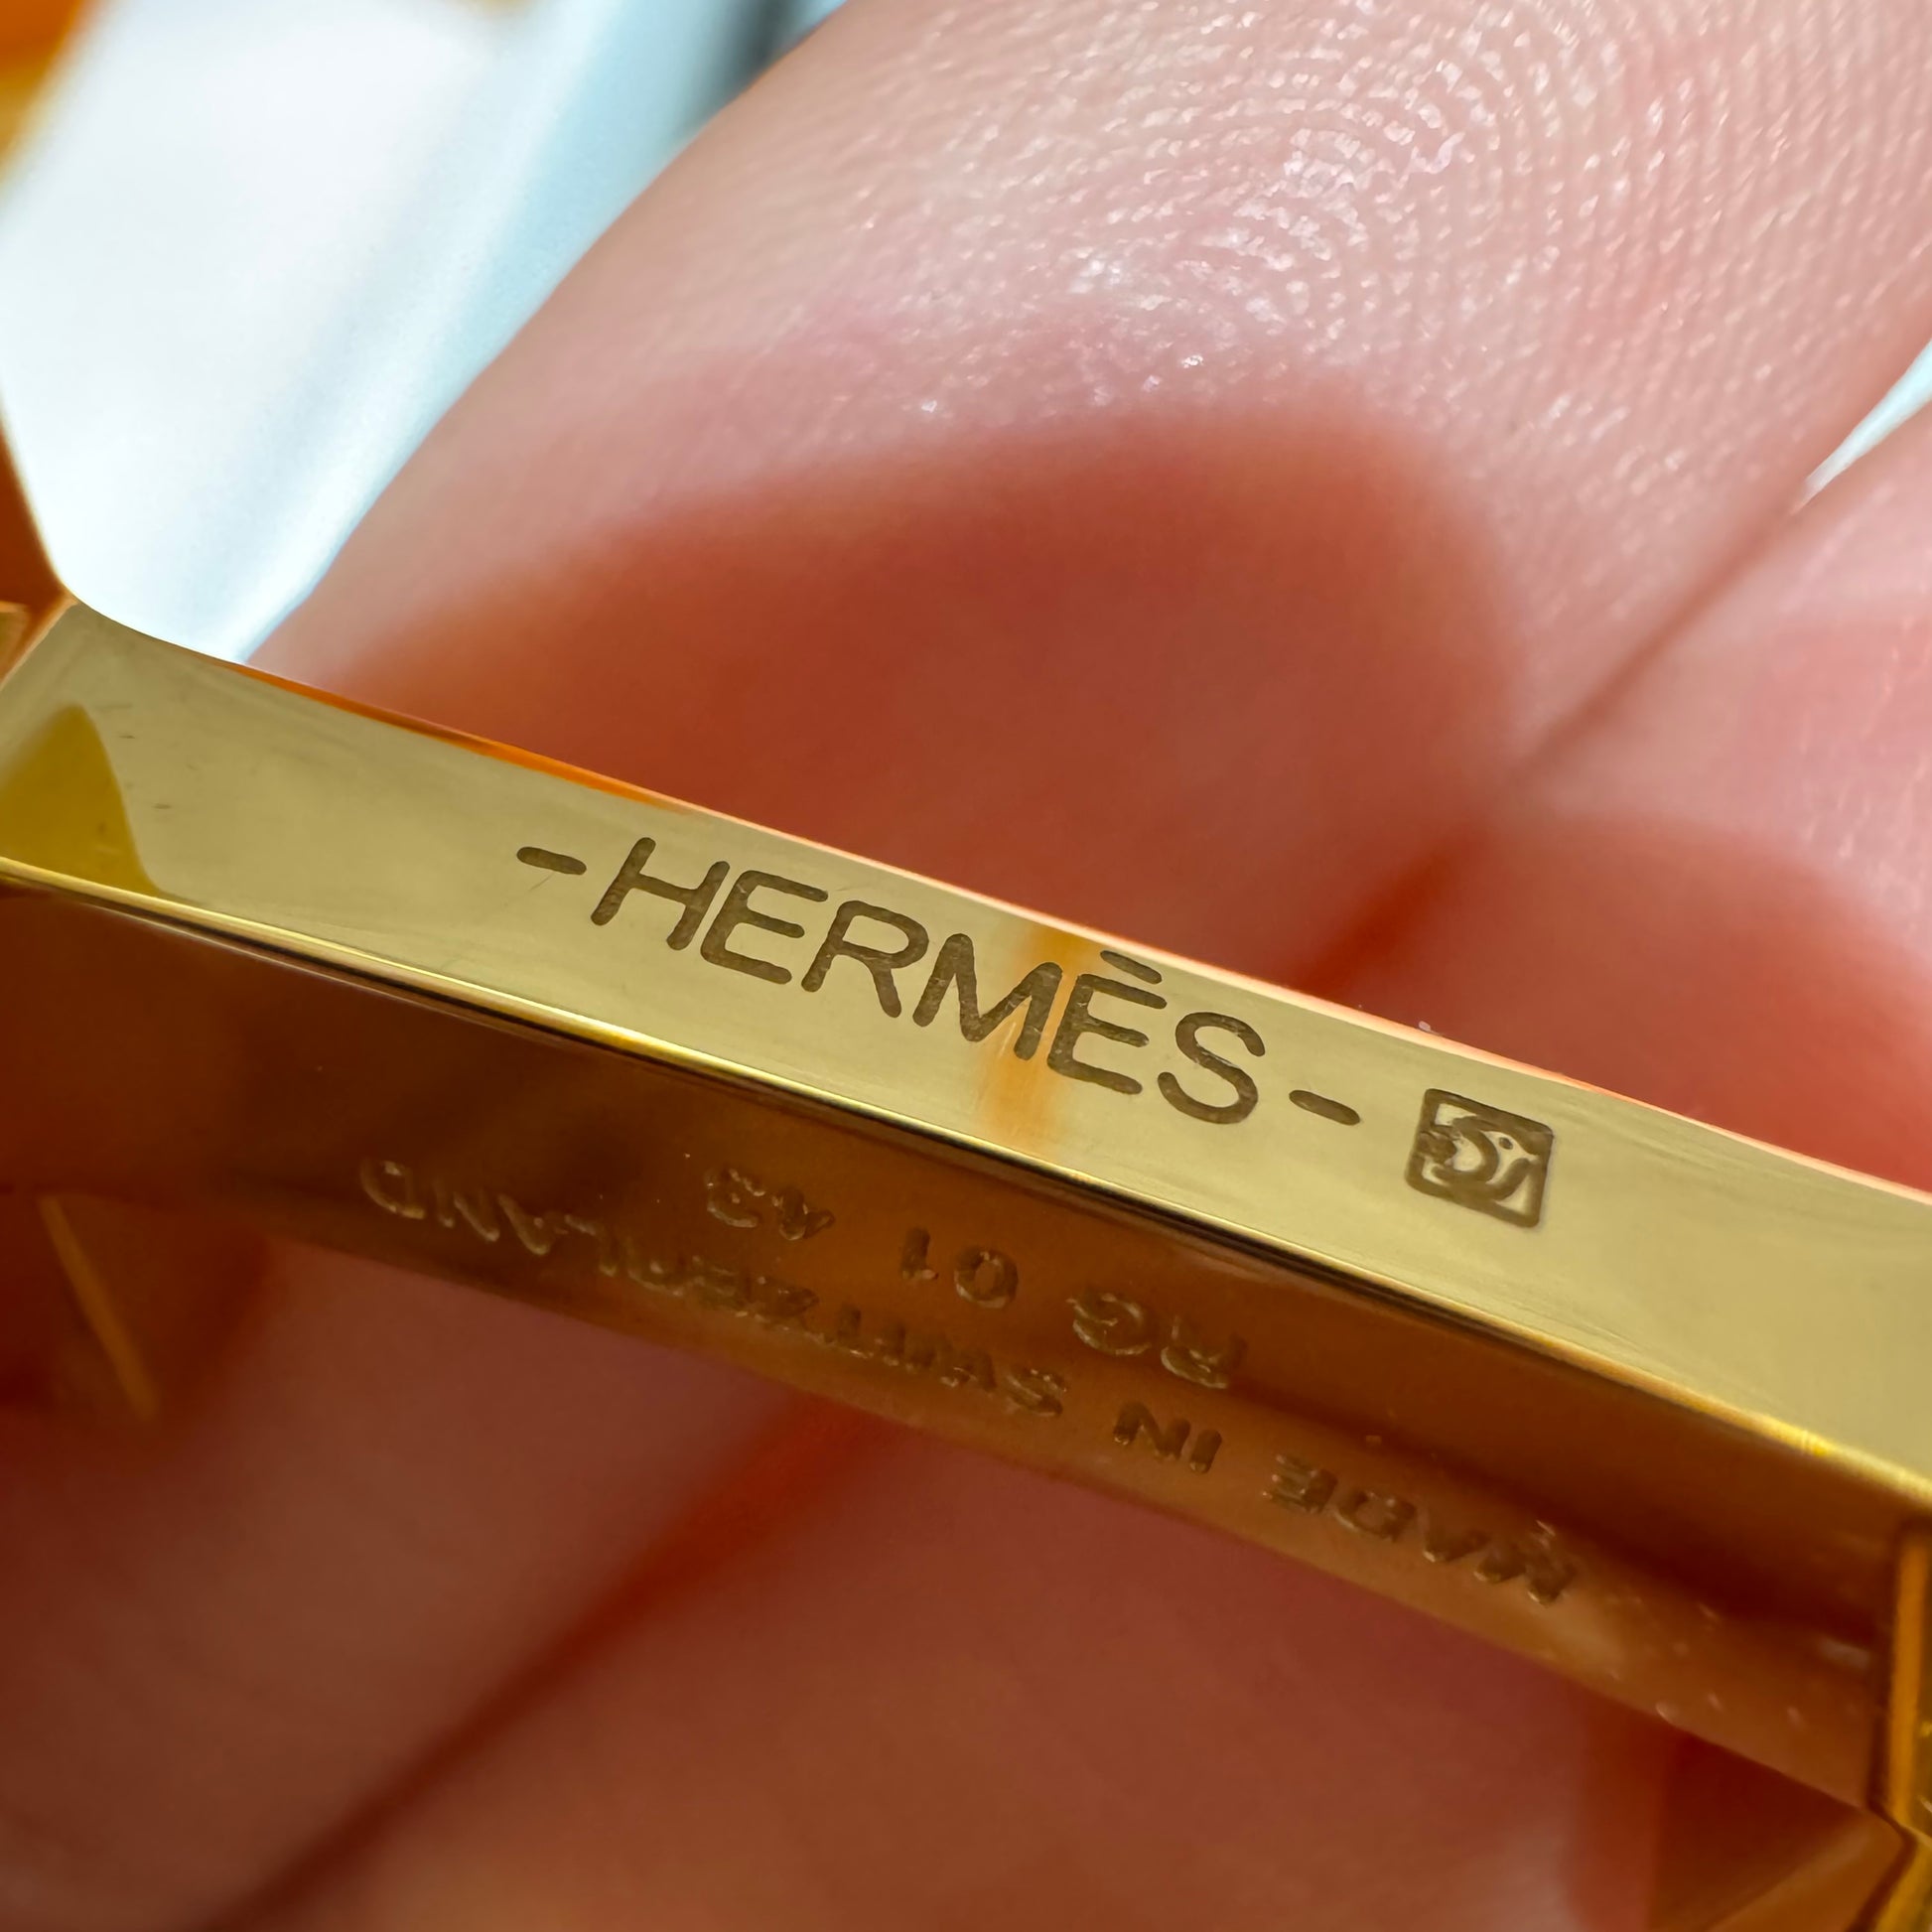 -HERMÈS-
MADE IN SWITZERLAND
RG 01 43